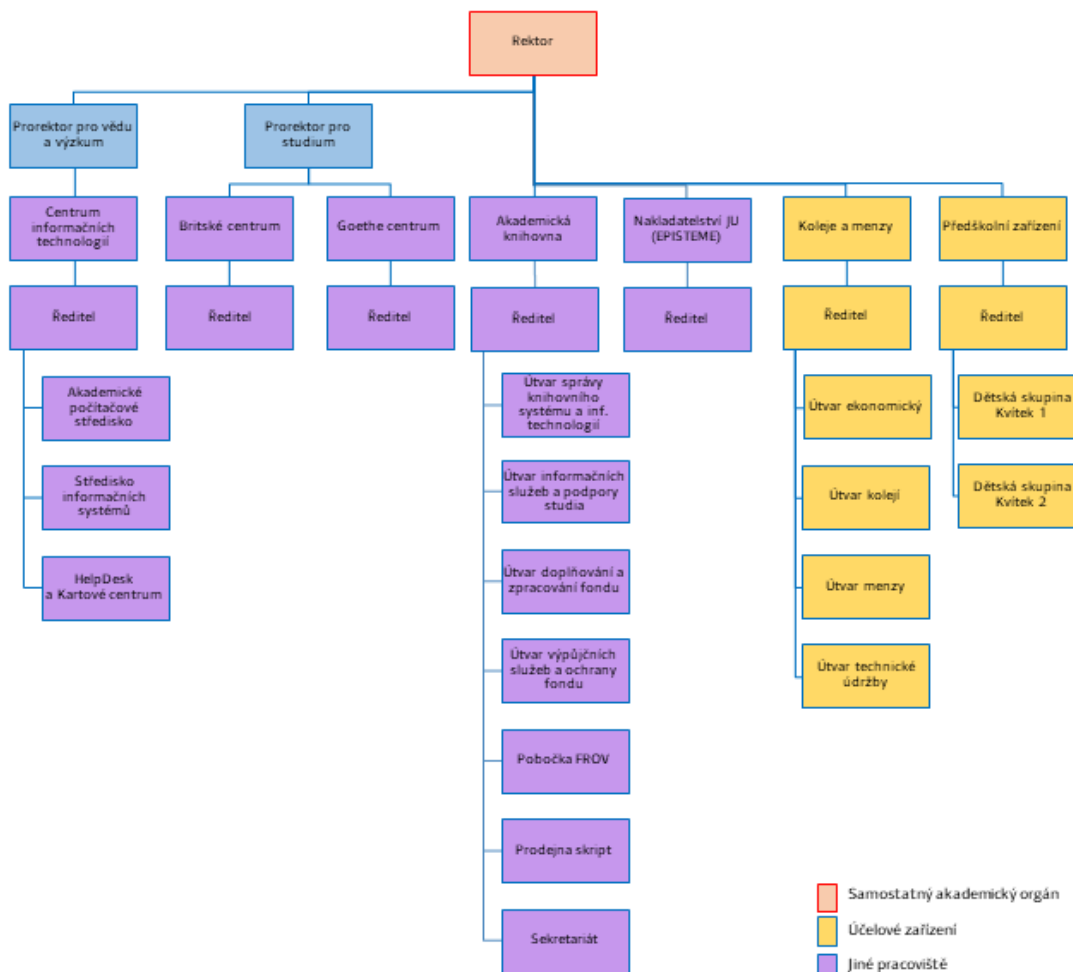 Rektor
Prorektor pro vědu
a výzkum
Prorektor pro
studium
Centrum
informačních
technologií
Britské centrum
Goethe centrum
Akademická
knihovna
Nakladatelství JU
(EPISTEME)
Koleje a menzy
Předškolní zařízení
Ředitel
Ředitel
Ředitel
Ředitel
Ředitel
Ředitel
Ředitel
Akademické
počítačové
středisko
Středisko
informačních
systémů
HelpDesk
a Kartové centrum
Útvar správy
knihovního
systému a inf.
technologií
Útvar informačních
služeb a podpory
studia
Útvar doplňování a
zpracování fondu
Útvar výpůjčních
služeb a ochrany
fondu
Pobočka FROV
Prodejna skript
Sekretariát
Útvar ekonomický
Útvar kolejí
Útvar menzy
Útvar technické
údržby
Dětská skupina
Kvítek 1
Dětská skupina
Kvítek 2
Samostatný akademický orgán
Účelové zařízení
Jiné pracoviště